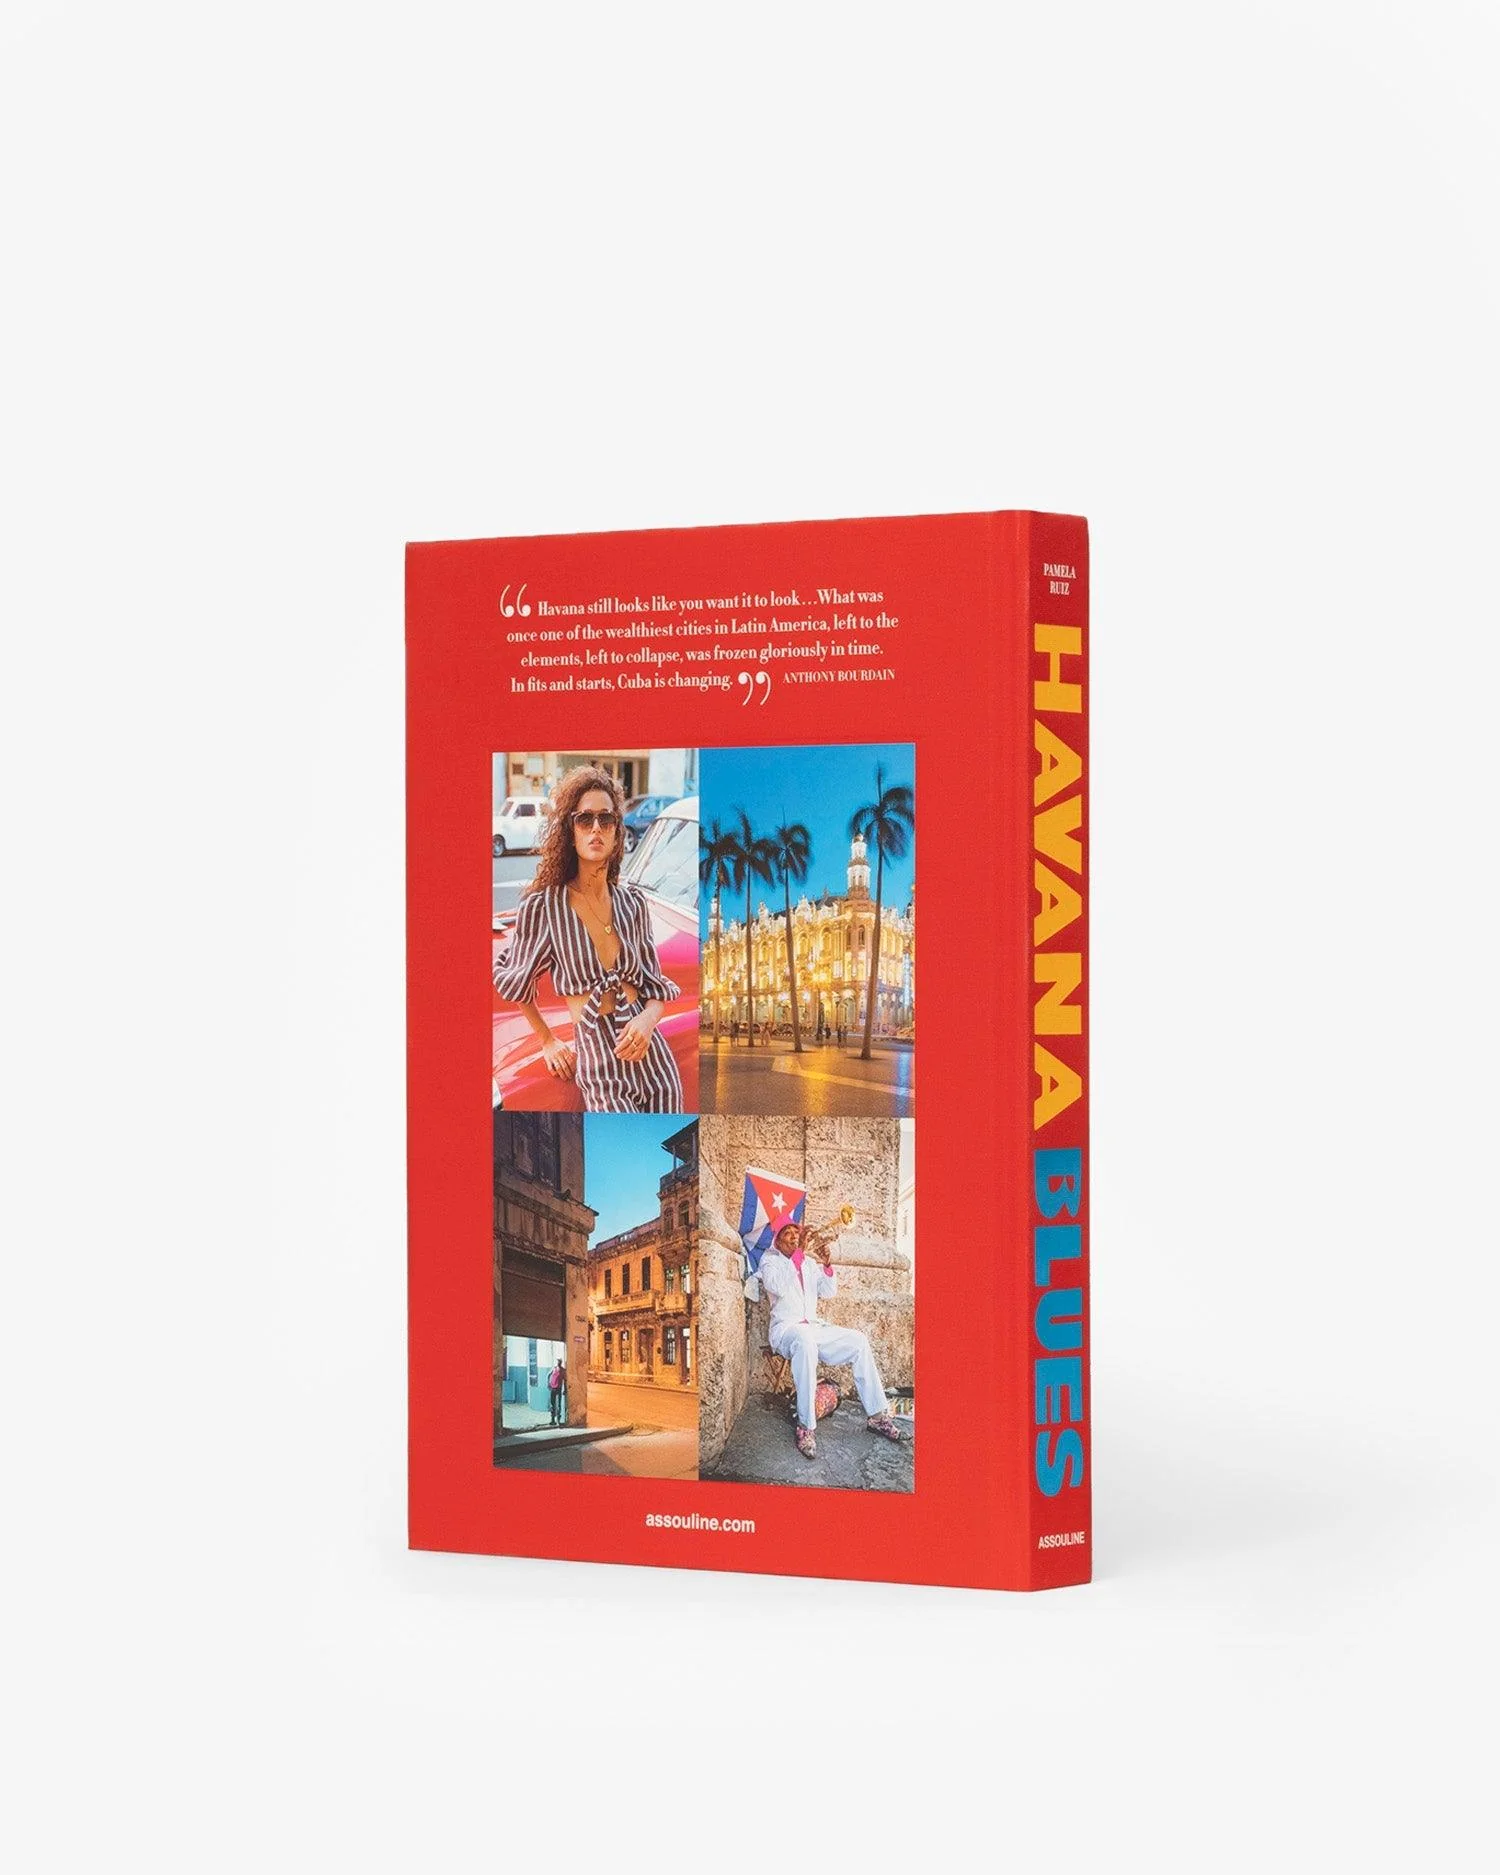 “ Havana still looks like you want it to look...What was
once one of the wealthiest cities in Latin America, left to the
elements, left to collapse, was frozen gloriously in time.
In fits and starts, Cuba is changing. ” ANTHONY BOURDAIN
assouline.com
PAMELA
RUIZ
HAVANA BLUES
ASSOULINE